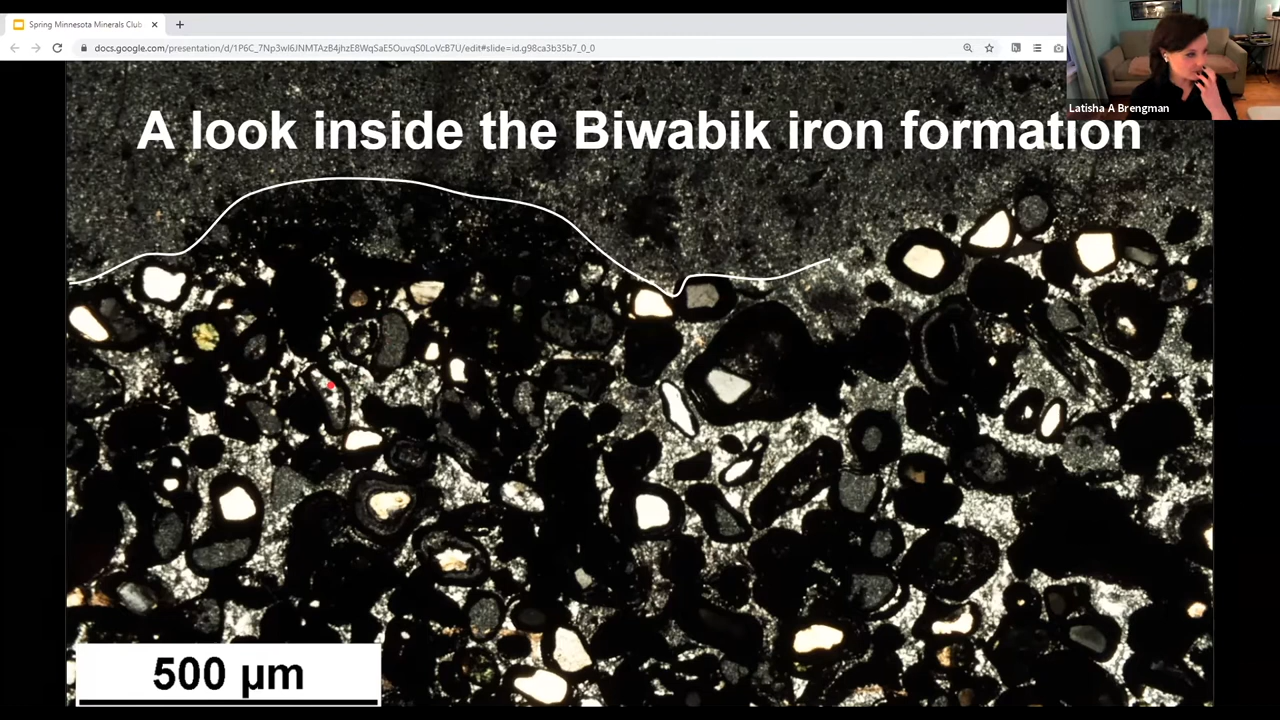 Spring Minnesota Minerals Club
docs.google.com/presentation/d/1P6C_7Np3wI6JNMTAzB4jhzE8WqSaE5OuvqS0LoVcB7U/edit#slide=id.g98ca3b35b7_0_0
Latisha A Brengman
A look inside the Biwabik iron formation
500 µm